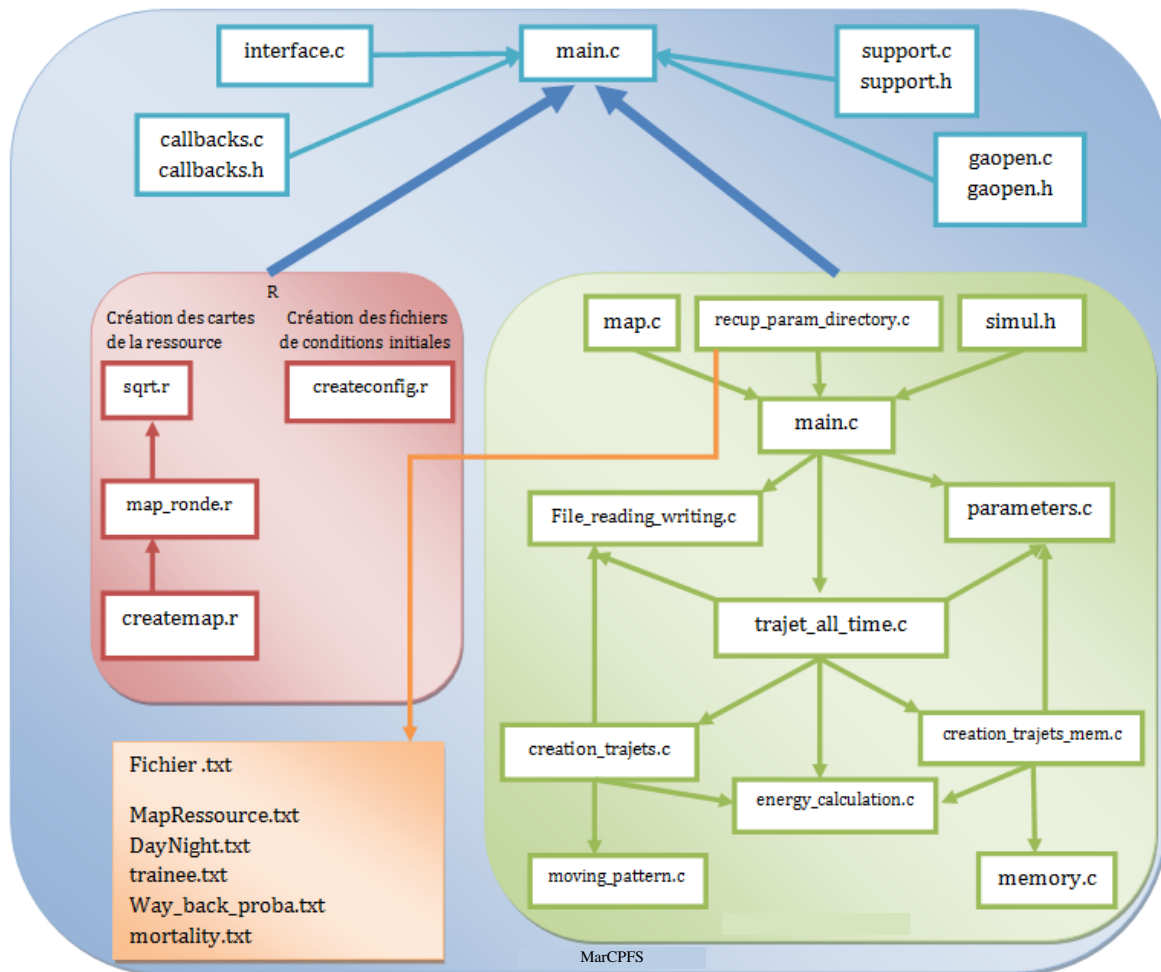 interface.c
main.c
support.c
support.h
callbacks.c
callbacks.h
gaopen.c
gaopen.h
R
Création des cartes
de la ressource
Création des fichiers
de conditions initiales
sqrt.r
createconfig.r
map_ronde.r
createmap.r
map.c
recup_param_directory.c
simul.h
main.c
File_reading_writing.c
parameters.c
trajet_all_time.c
creation_trajets.c
creation_trajets_mem.c
energy_calculation.c
moving_pattern.c
memory.c
Fichier .txt
MapRessource.txt
DayNight.txt
trainee.txt
Way_back_proba.txt
mortality.txt
MarCPFS